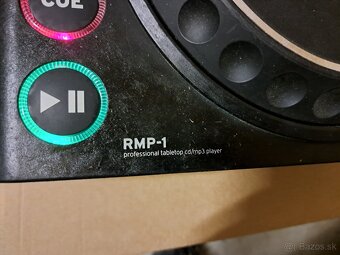 CUE
RMP-1
professional tabletop cd/mp3 player
Bazos.sk